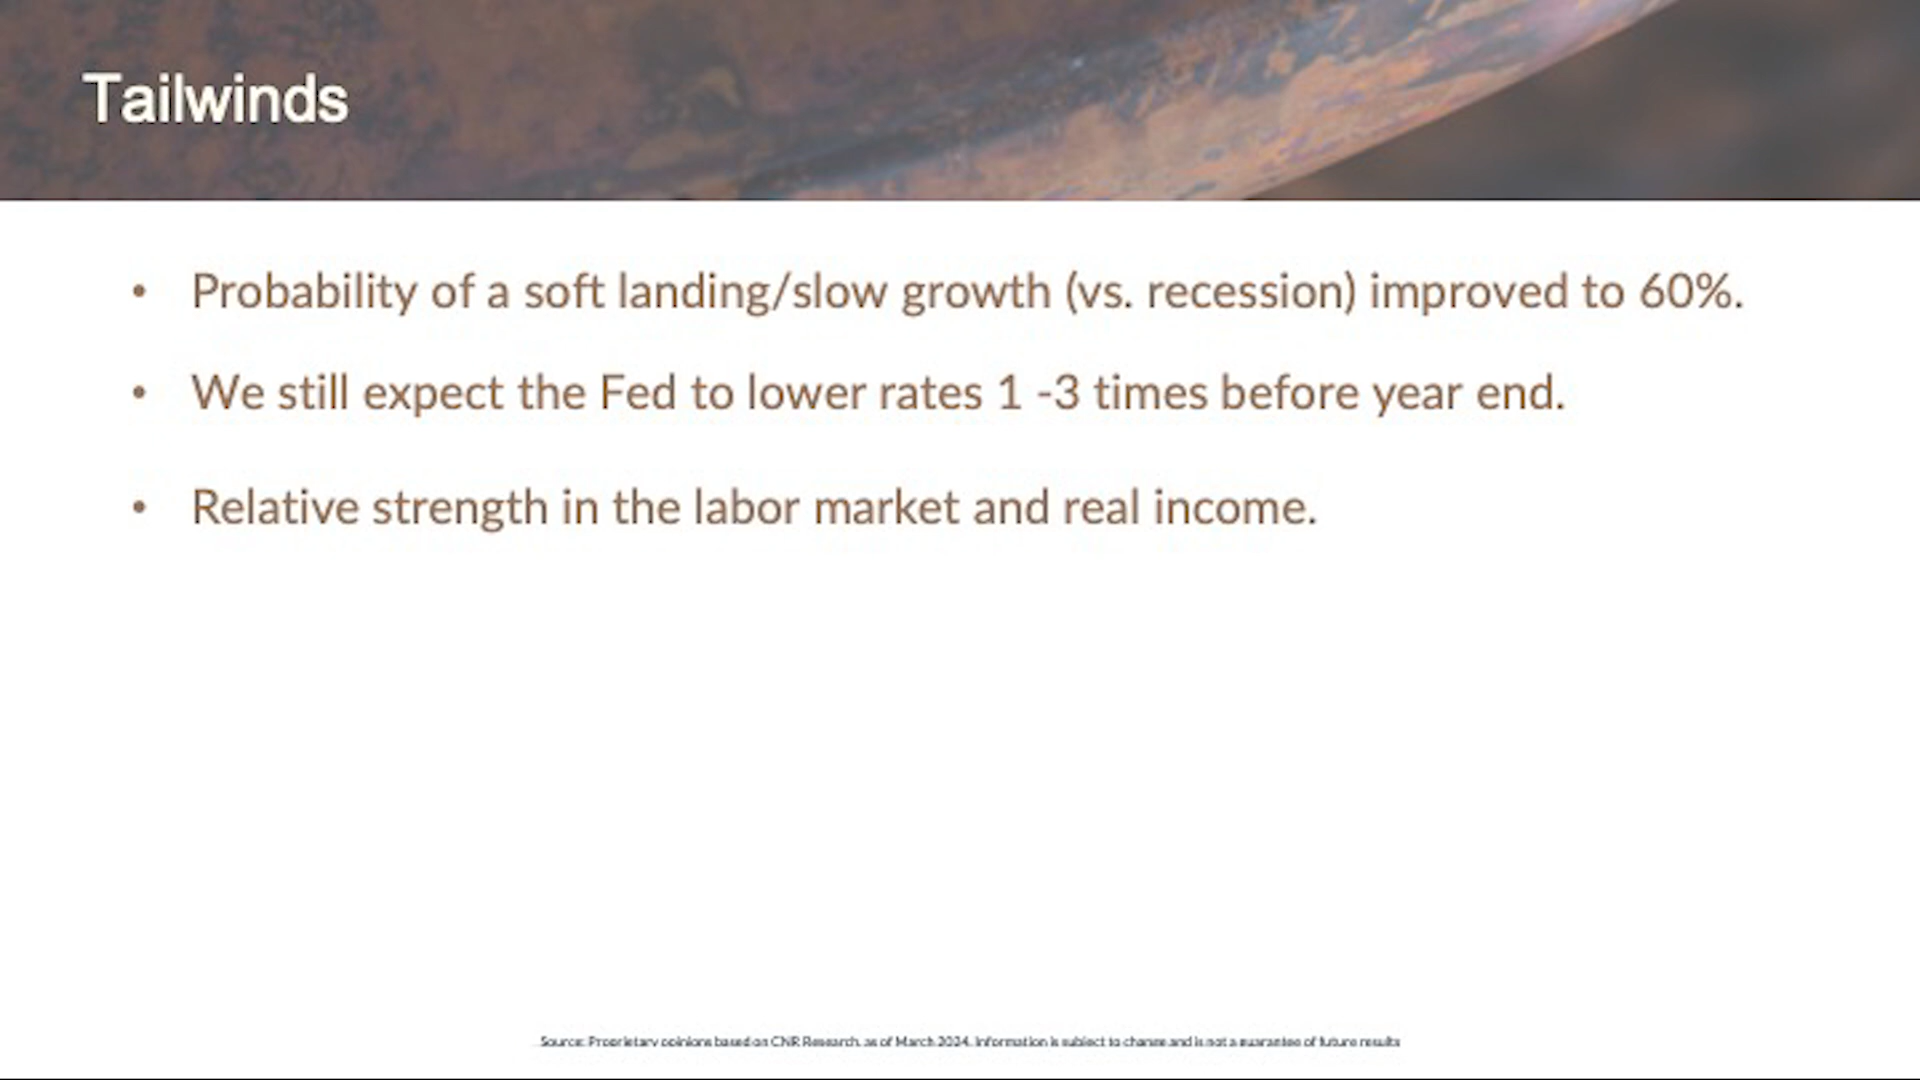 Tailwinds
• Probability of a soft landing/slow growth (vs. recession) improved to 60%.
• We still expect the Fed to lower rates 1 -3 times before year end.
• Relative strength in the labor market and real income.
Source: Proprietary opinions based on CNR Research, as of March 2024. Information is subject to change and is not a guarantee of future results